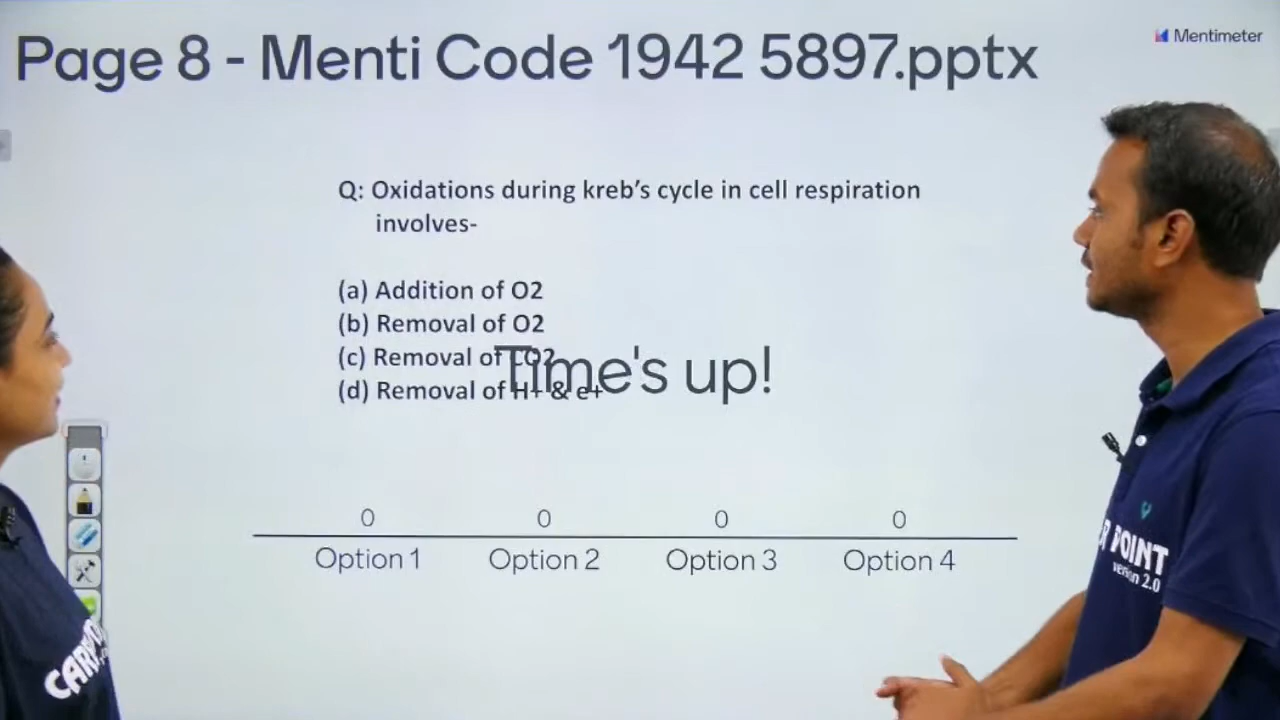 Page 8 - Menti Code 1942 5897.pptx
Mentimeter
Q: Oxidations during kreb's cycle in cell respiration
involves-
(a) Addition of O2
(b) Removal of O2
(c) Removal of CO2
(d) Removal of H+ & e+
Time's up!
0 0 0 0
Option 1 Option 2 Option 3 Option 4
POINT
version 2.0